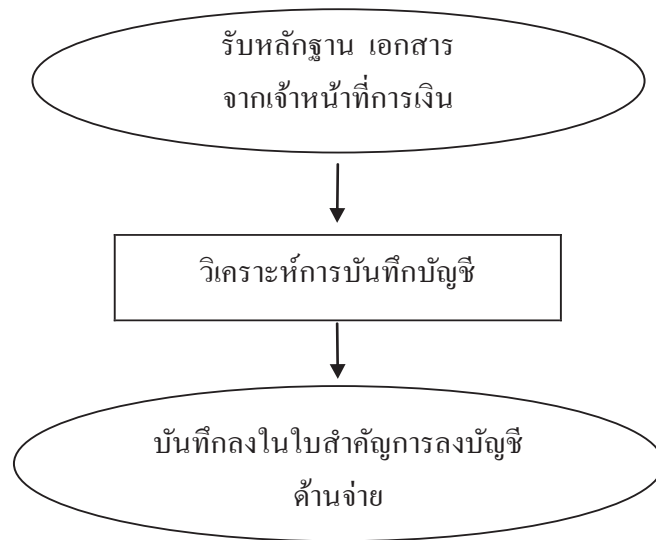 รับหลักฐาน เอกสาร
จากเจ้าหน้าที่การเงิน
วิเคราะห์การบันทึกบัญชี
บันทึกลงในใบสำคัญการลงบัญชี
ด้านจ่าย